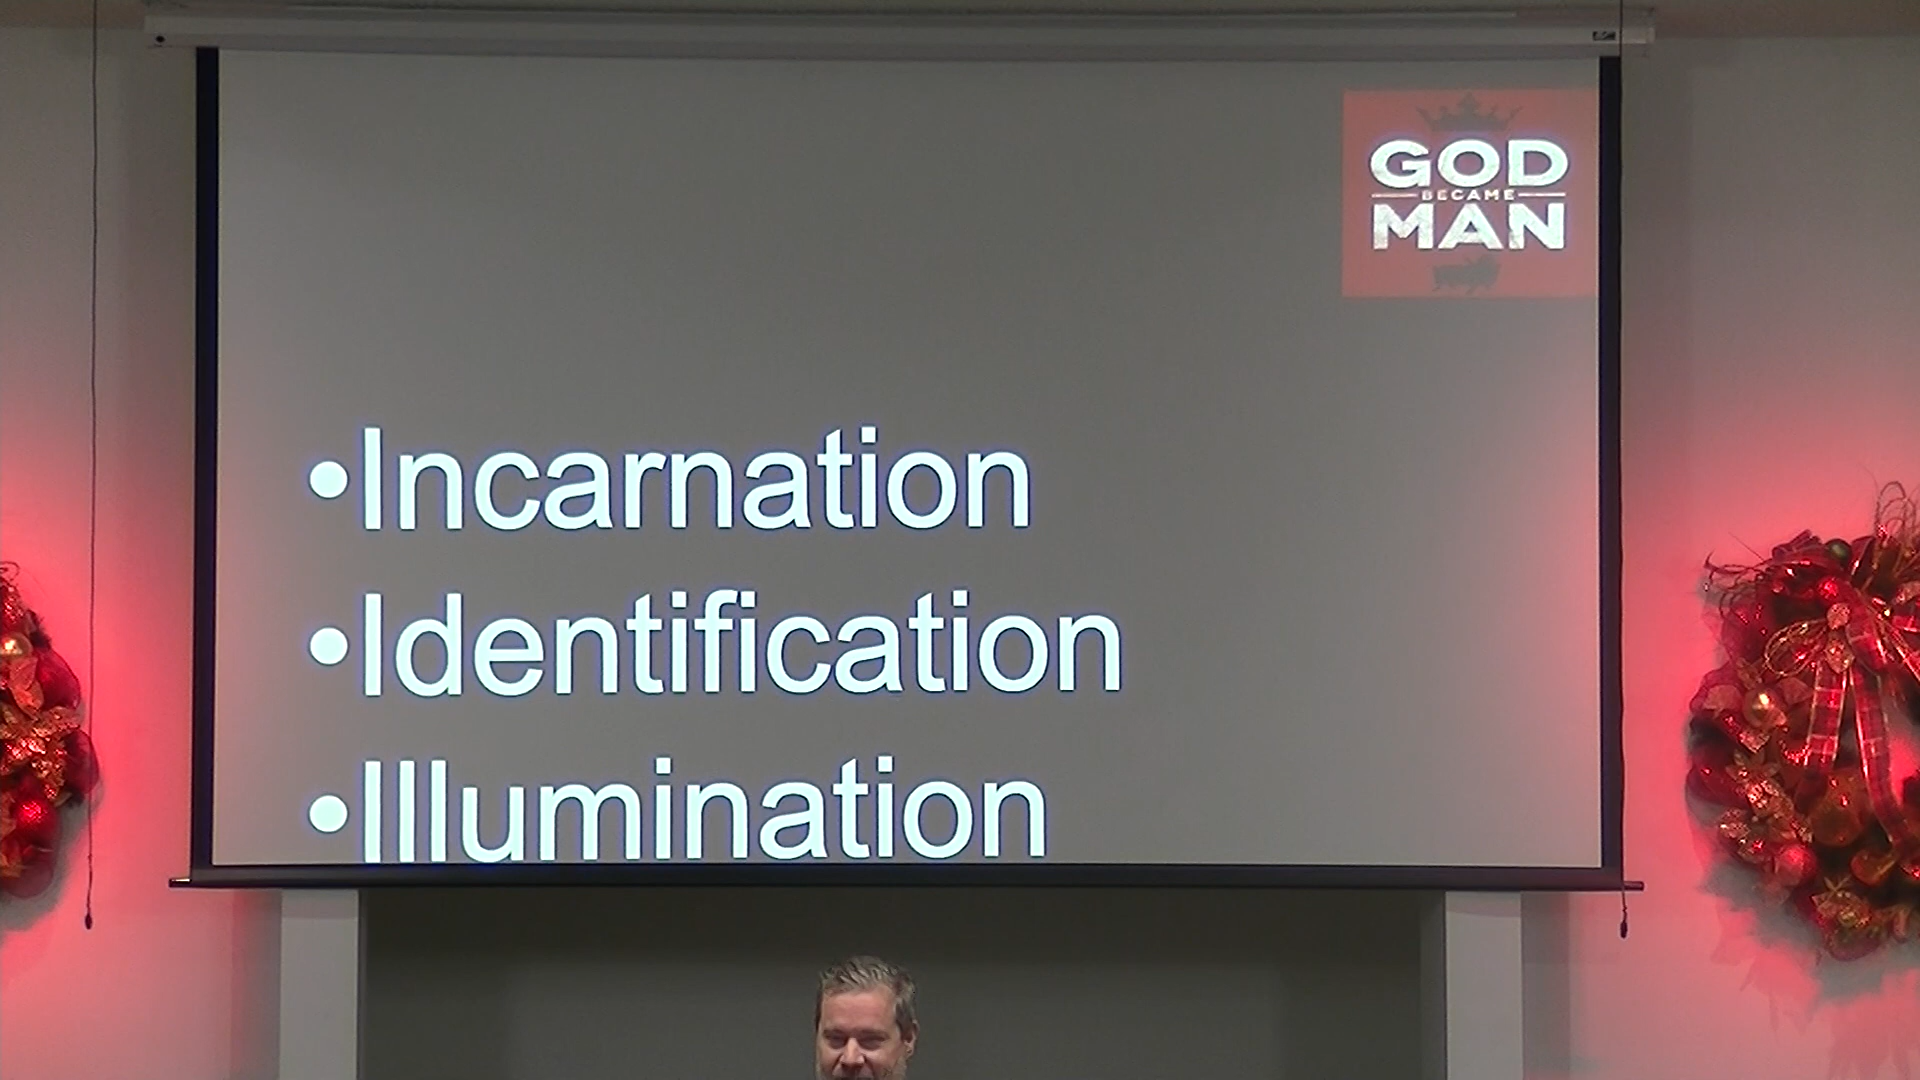 GOD
BECAME
MAN
•Incarnation
•Identification
•Illumination